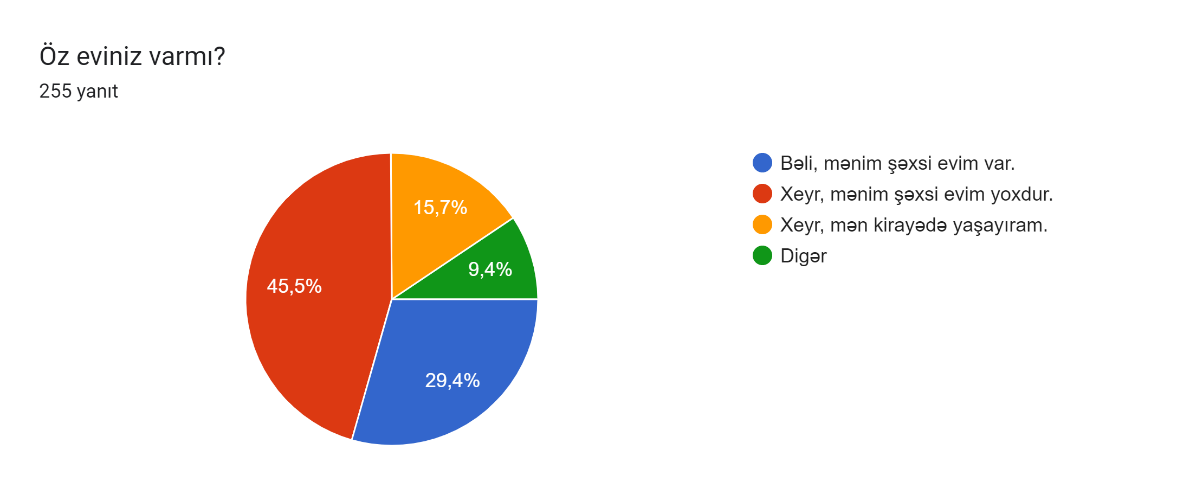 Öz eviniz varmı?
255 yanıt
15,7%
9,4%
45,5%
29,4%
Bəli, mənim şəxsi evim var.
Xeyr, mənim şəxsi evim yoxdur.
Xeyr, mən kirayədə yaşayıram.
Digər